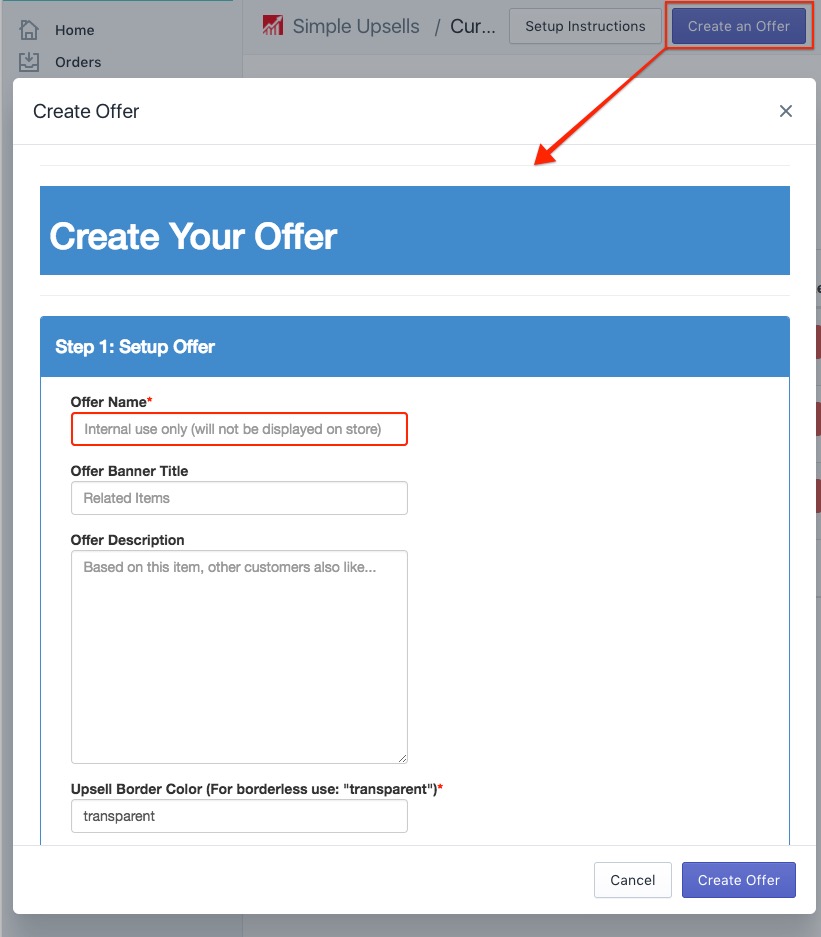 Home
Simple Upsells / Cur...
Setup Instructions
Create an Offer
Orders
Create Offer
Create Your Offer
Step 1: Setup Offer
Offer Name*
Internal use only (will not be displayed on store)
Offer Banner Title
Related Items
Offer Description
Based on this item, other customers also like...
Upsell Border Color (For borderless use: "transparent")*
transparent
Cancel
Create Offer